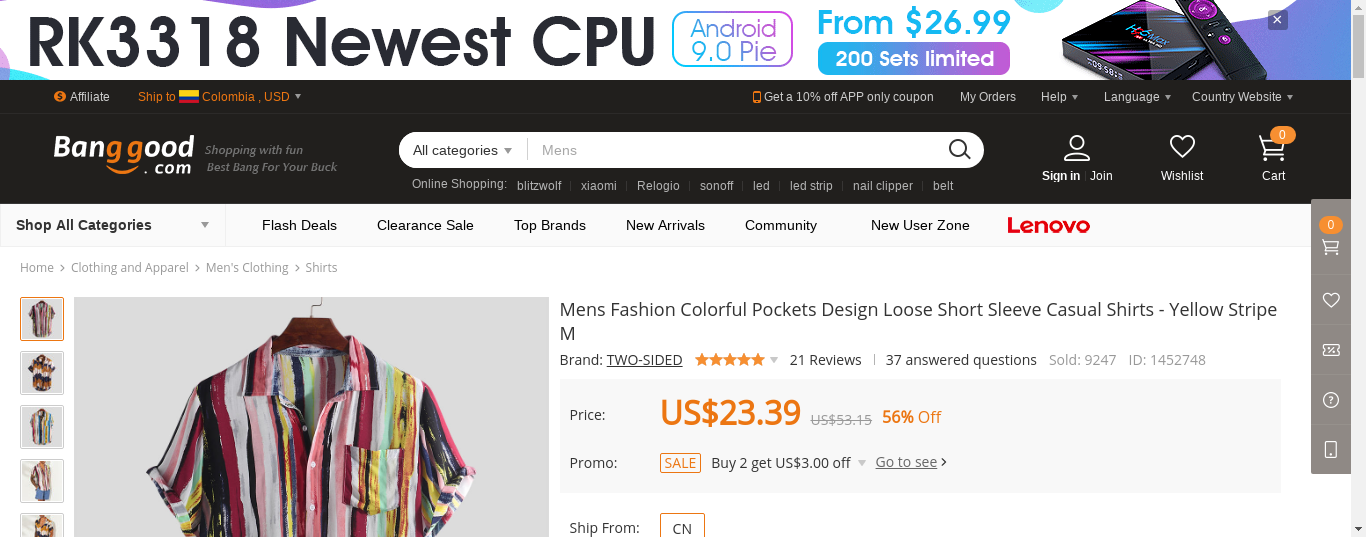 RK3318 Newest CPU
Android
9.0 Pie
From $26.99
200 Sets limited
Affiliate
Ship to Colombia , USD
Get a 10% off APP only coupon
My Orders
Help
Language
Country Website
Banggood
.com
Shopping with fun
Best Bang For Your Buck
All categories
Mens
0
Sign in
Join
Wishlist
Cart
Online Shopping:
blitzwolf
xiaomi
Relogio
sonoff
led
led strip
nail clipper
belt
Shop All Categories
Flash Deals
Clearance Sale
Top Brands
New Arrivals
Community
New User Zone
Lenovo
0
Home > Clothing and Apparel > Men's Clothing > Shirts
Mens Fashion Colorful Pockets Design Loose Short Sleeve Casual Shirts - Yellow Stripe
M
Brand: TWO-SIDED
21 Reviews
37 answered questions
Sold: 9247
ID: 1452748
Price:
US$23.39
US$53.15
56% Off
Promo:
SALE
Buy 2 get US$3.00 off
Go to see
Ship From:
CN